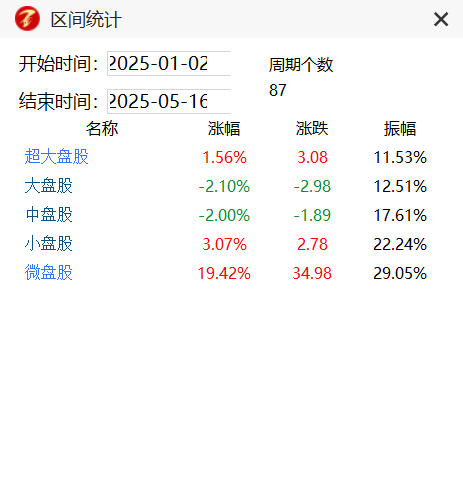 区间统计
开始时间： 2025-01-02 周期个数
87
结束时间： 2025-05-16
名称 涨幅 涨跌 振幅
超大盘股 1.56% 3.08 11.53%
大盘股 -2.10% -2.98 12.51%
中盘股 -2.00% -1.89 17.61%
小盘股 3.07% 2.78 22.24%
微盘股 19.42% 34.98 29.05%